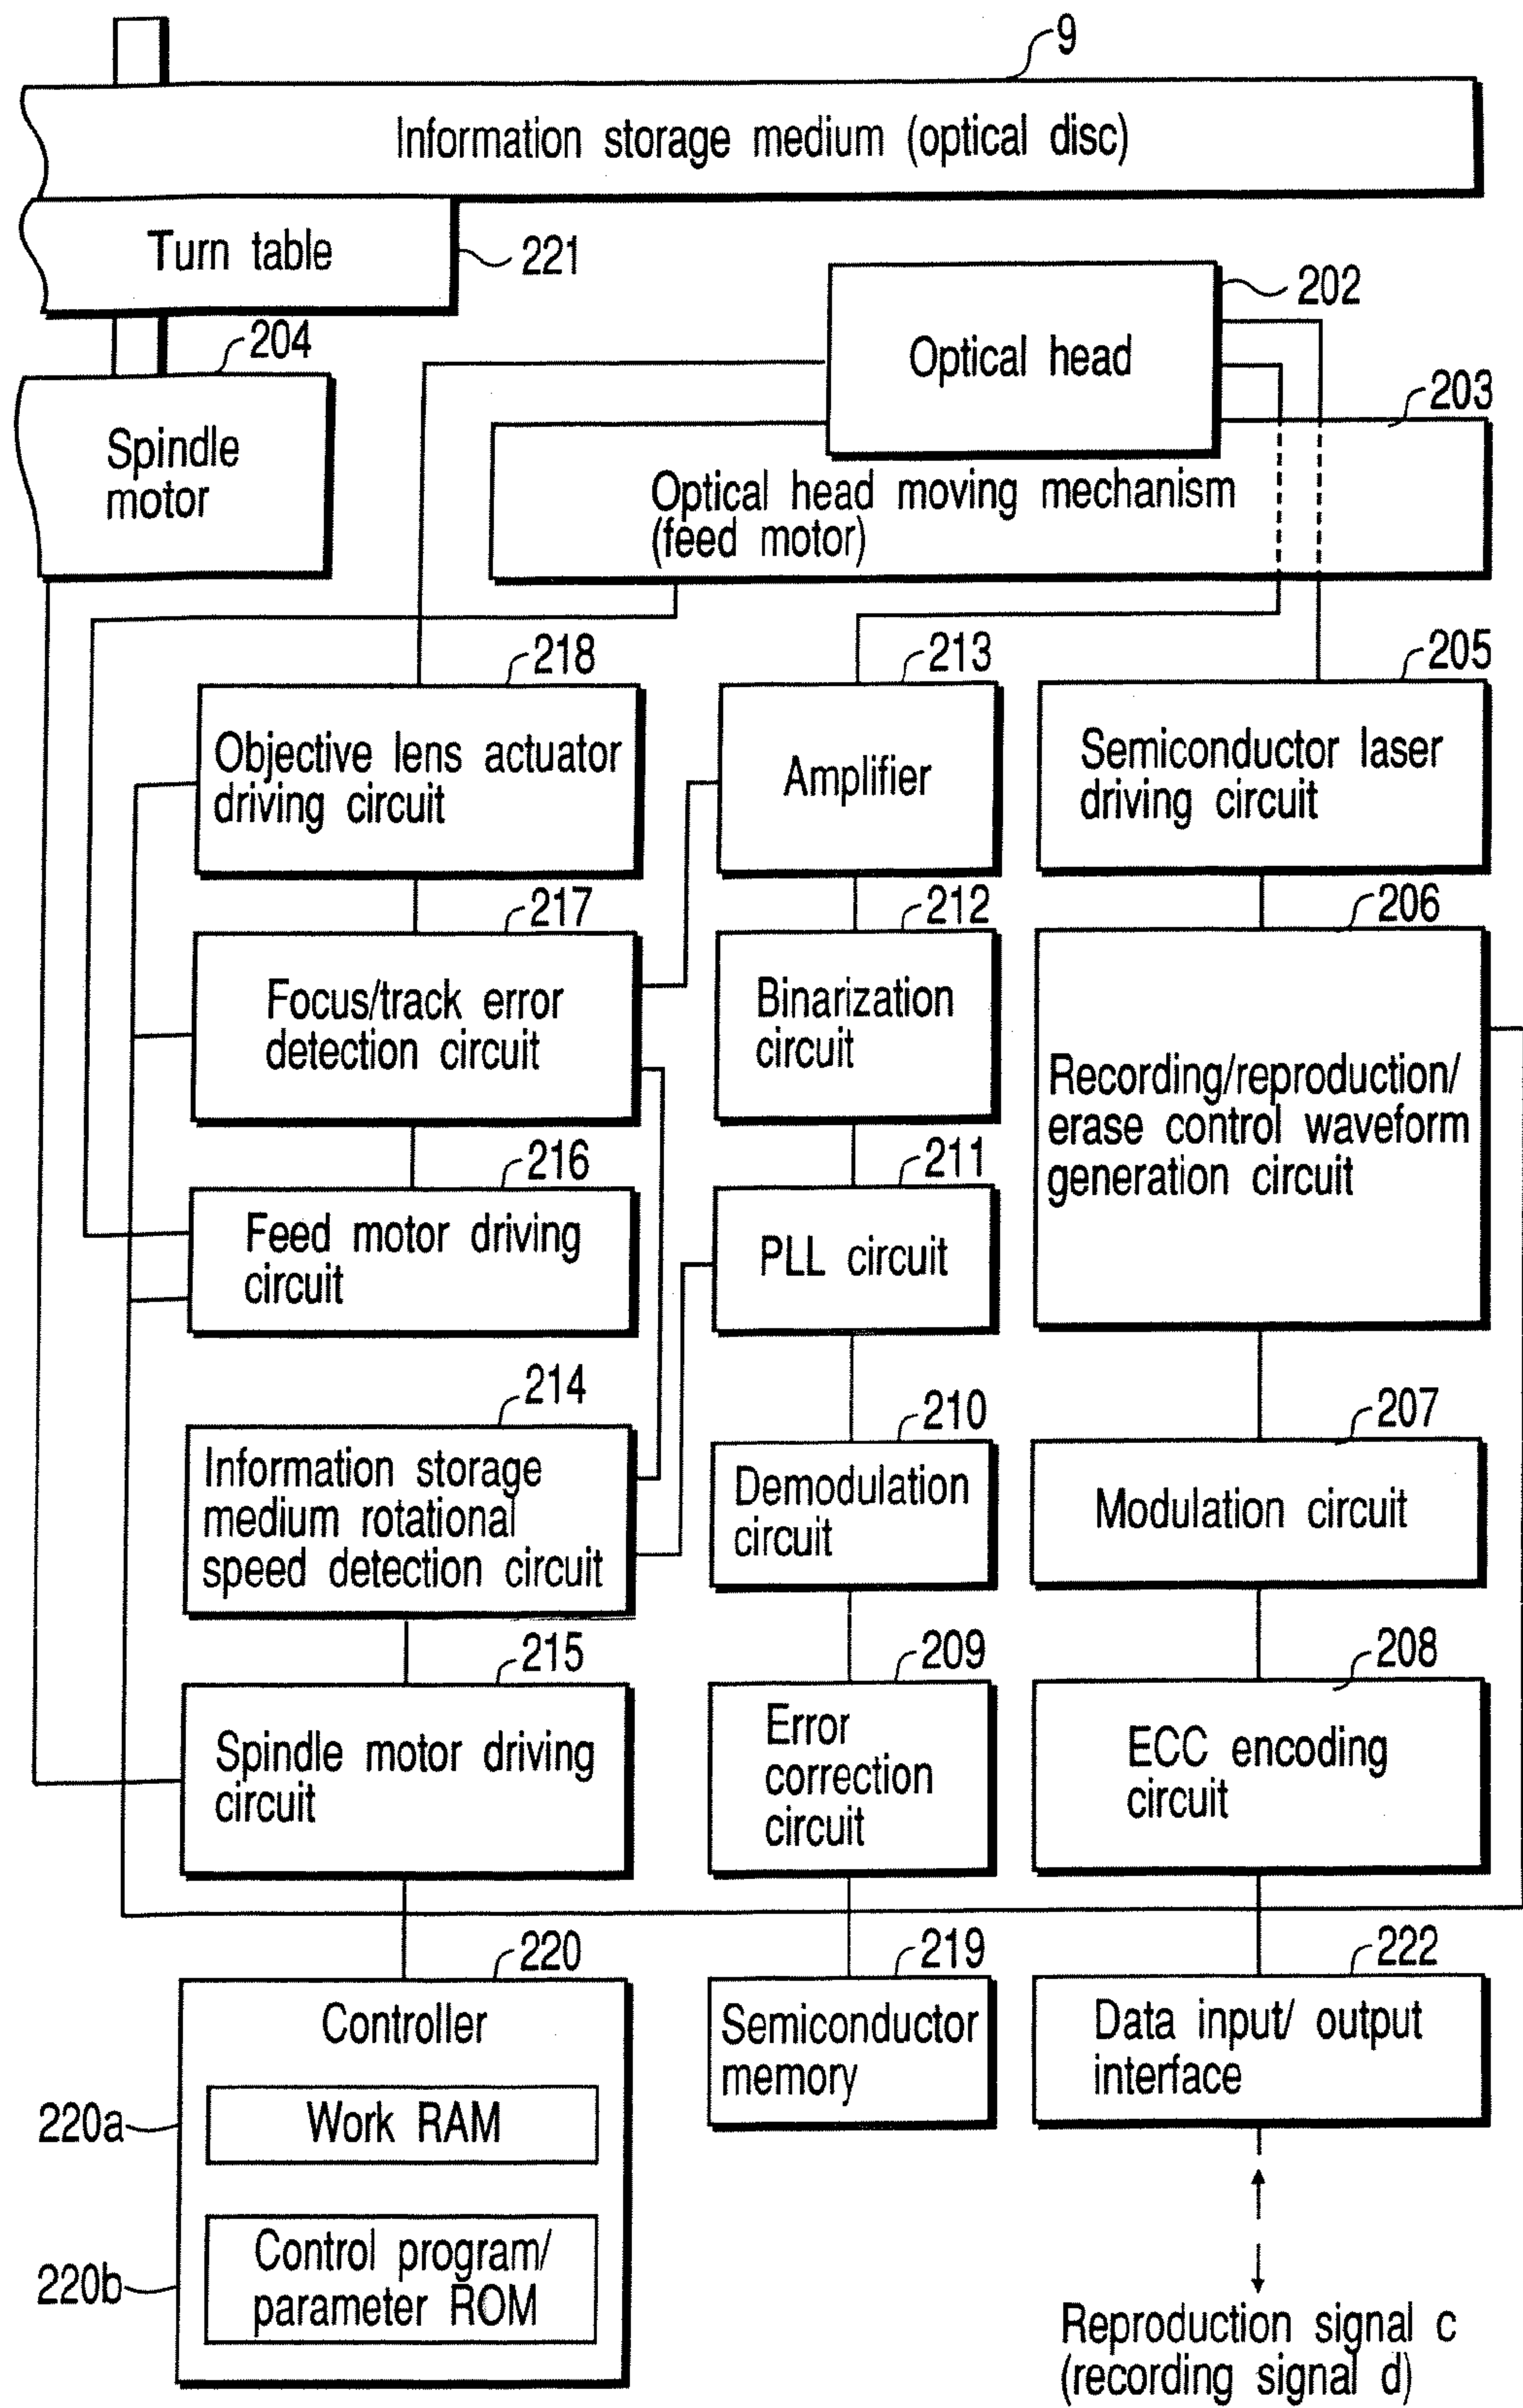 9
Information storage medium (optical disc)
Turn table
221
202
204
Optical head
203
Spindle
motor
Optical head moving mechanism
(feed motor)
218
213
205
Objective lens actuator
driving circuit
Amplifier
Semiconductor laser
driving circuit
217
212
206
Focus/track error
detection circuit
Binarization
circuit
Recording/reproduction/
erase control waveform
generation circuit
216
211
Feed motor driving
circuit
PLL circuit
214
210
207
Information storage
medium rotational
speed detection circuit
Demodulation
circuit
Modulation circuit
215
209
208
Spindle motor driving
circuit
Error
correction
circuit
ECC encoding
circuit
220
219
222
Controller
Semiconductor
memory
Data input/ output
interface
220a
Work RAM
220b
Control program/
parameter ROM
Reproduction signal c
(recording signal d)